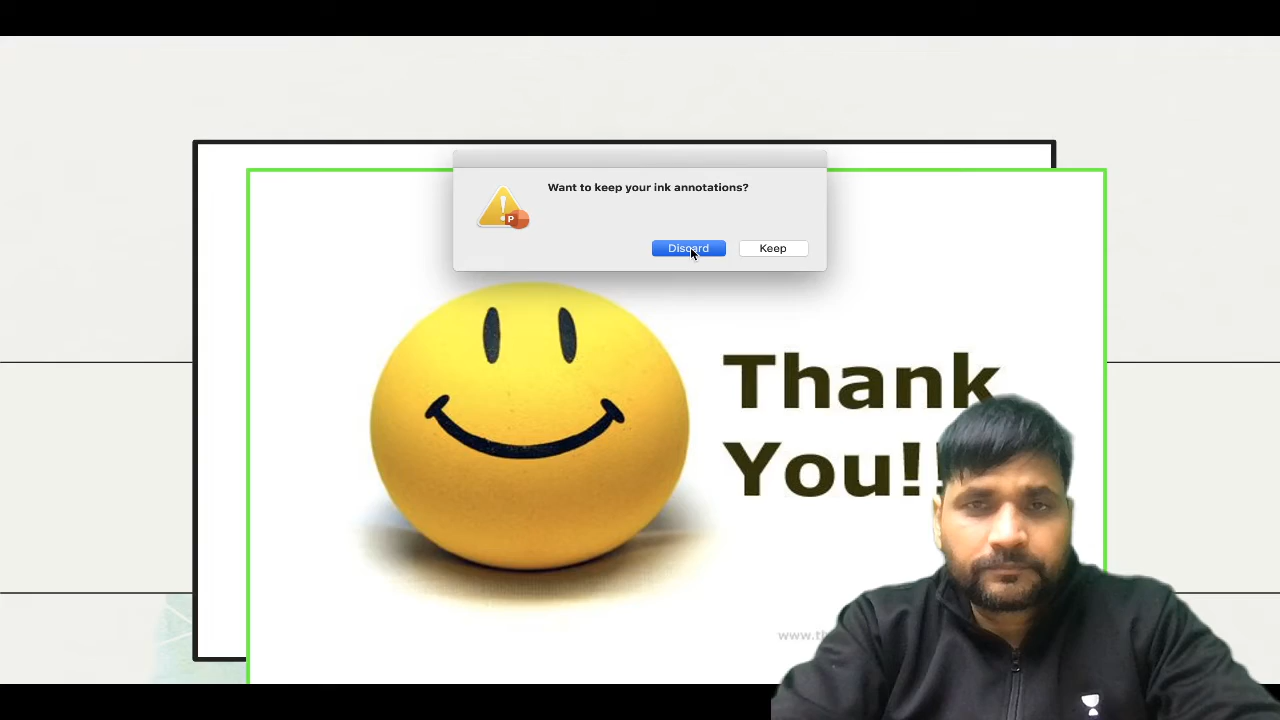 Want to keep your ink annotations?
P
Discard
Keep
Thank
You!